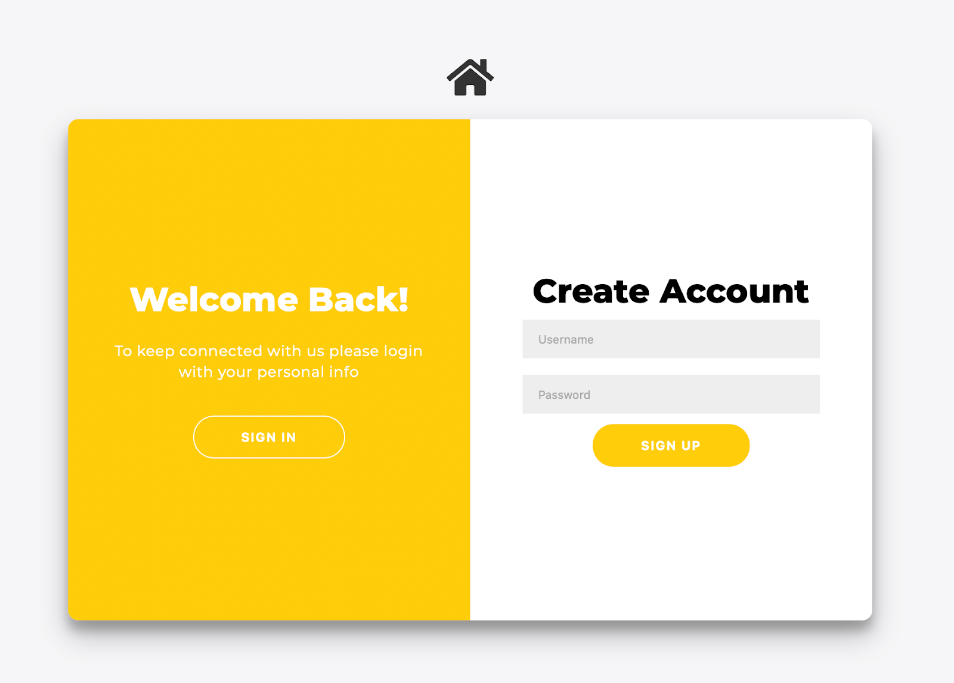 Welcome Back!
To keep connected with us please login
with your personal info
SIGN IN
Create Account
Username
Password
SIGN UP